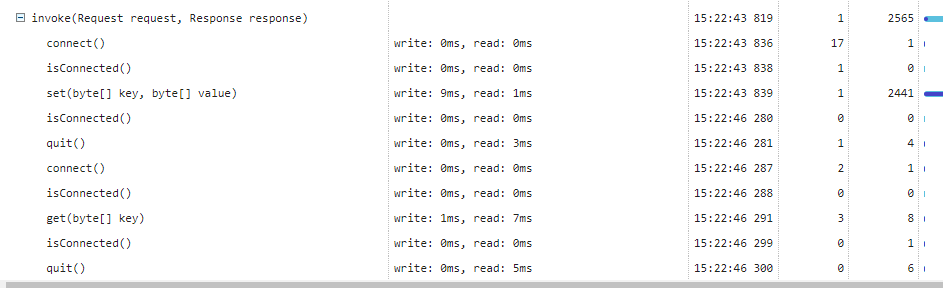 invoke(Request request, Response response) 15:22:43 819 1 2565
connect() write: 0ms, read: 0ms 15:22:43 836 17 1
isConnected() write: 0ms, read: 0ms 15:22:43 838 1 0
set(byte[] key, byte[] value) write: 9ms, read: 1ms 15:22:43 839 1 2441
isConnected() write: 0ms, read: 0ms 15:22:46 280 0 0
quit() write: 0ms, read: 3ms 15:22:46 281 1 4
connect() write: 0ms, read: 0ms 15:22:46 287 2 1
isConnected() write: 0ms, read: 0ms 15:22:46 288 0 0
get(byte[] key) write: 1ms, read: 7ms 15:22:46 291 3 8
isConnected() write: 0ms, read: 0ms 15:22:46 299 0 1
quit() write: 0ms, read: 5ms 15:22:46 300 0 6